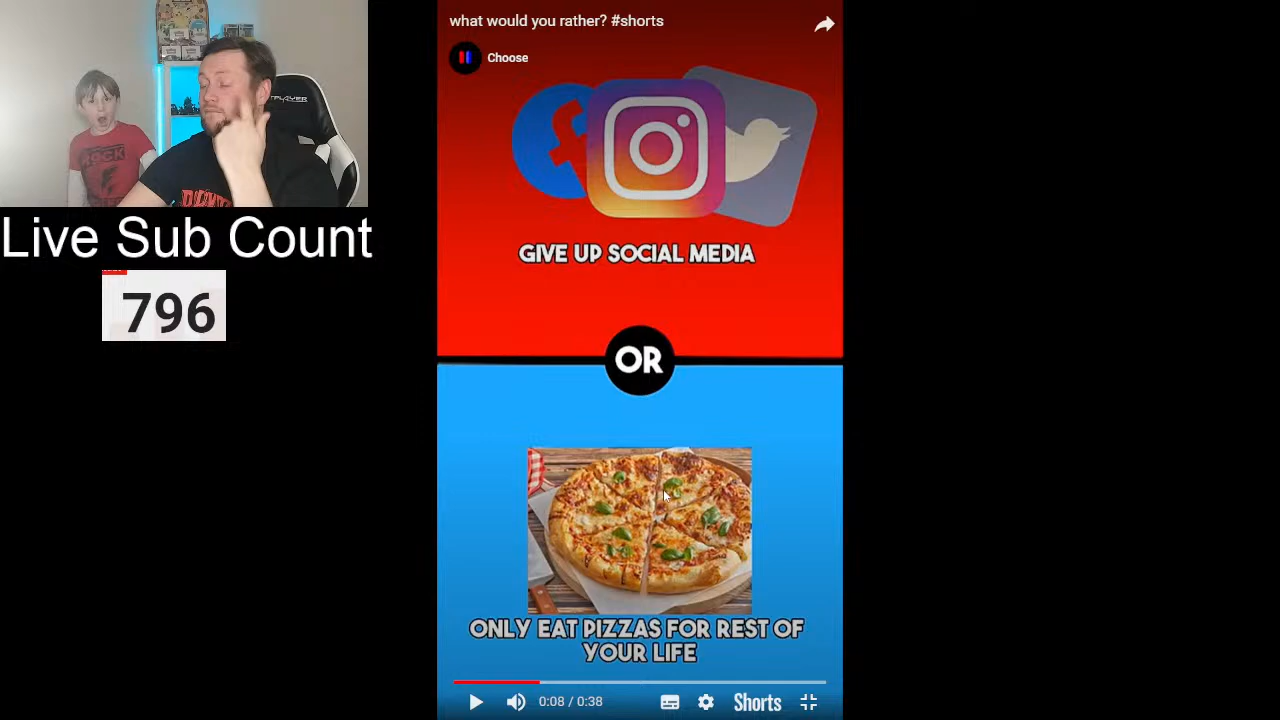 what would you rather? #shorts
Choose
ROCK
Live Sub Count
796
GIVE UP SOCIAL MEDIA
OR
ONLY EAT PIZZAS FOR REST OF
YOUR LIFE
0:08 / 0:38
Shorts